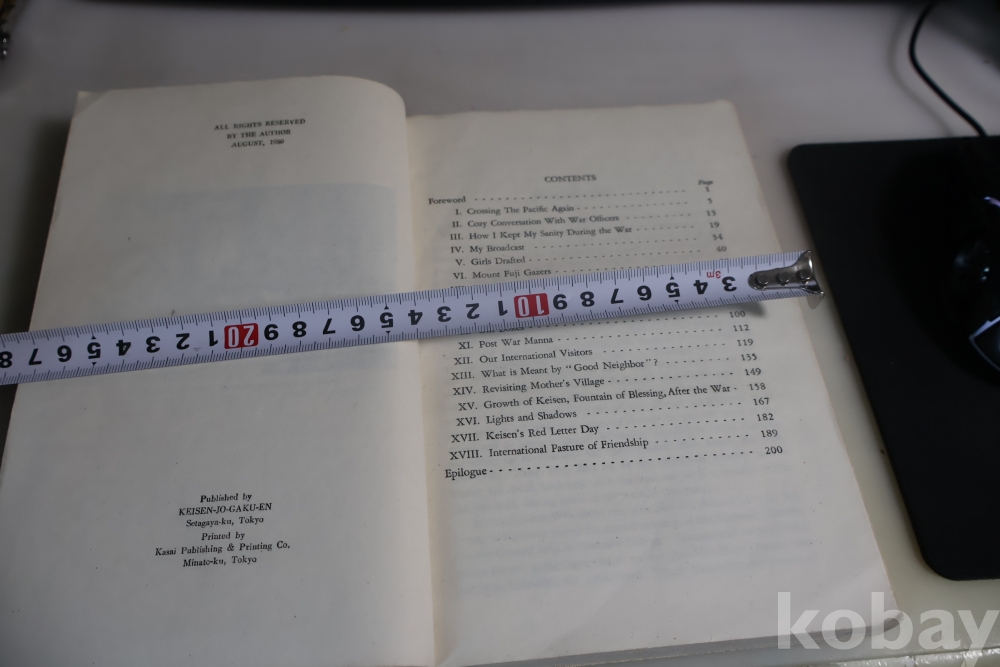 ALL RIGHTS RESERVED
BY THE AUTHOR
AUGUST, 1960
Published by
KEISEN-JO-GAKU-EN
Setagaya-ku, Tokyo
Printed by
Kasai Publishing & Printing Co.
Minato-ku, Tokyo
CONTENTS
Page
Foreword 1
I. Crossing The Pacific Again 5
II. Cozy Conversation With War Officers 13
III. How I Kept My Sanity During the War 19
IV. My Broadcast 34
V. Girls Drafted 40
VI. Mount Fuji Gazers
100
XI. Post War Manna 112
XII. Our International Visitors 119
XIII. What is Meant by "Good Neighbor"? 135
XIV. Revisiting Mother's Village 149
XV. Growth of Keisen, Fountain of Blessing, After the War 158
XVI. Lights and Shadows 167
XVII. Keisen's Red Letter Day 182
XVIII. International Pasture of Friendship 189
Epilogue 200
3m 3 4 5 6 7 8 9 10 1 2 3 4 5 6 7 8 9 20 1 2 3 4 5 6 7 8
kobay